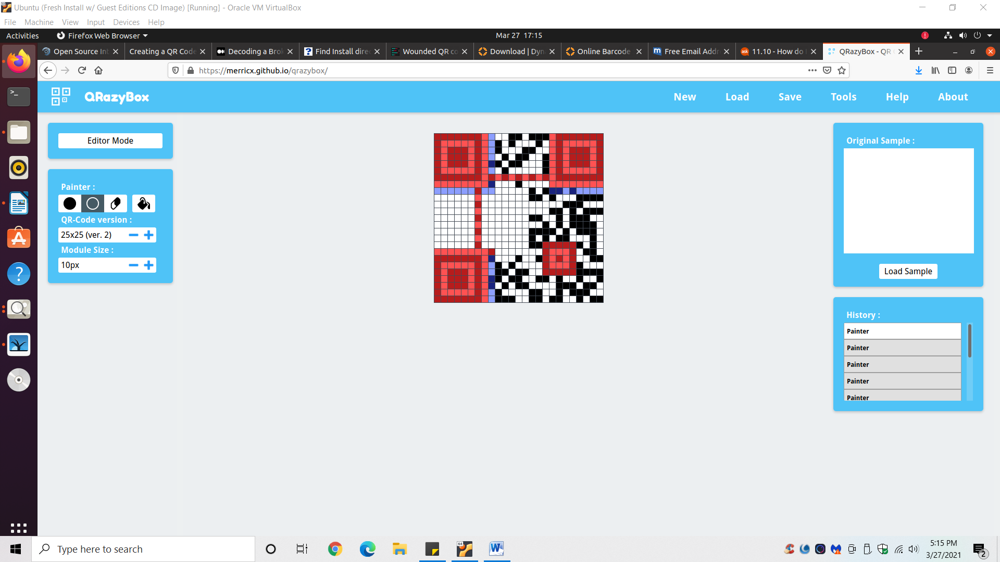 Ubuntu (Fresh Install w/ Guest Editions CD Image) [Running] - Oracle VM VirtualBox
File Machine View Input Devices Help
Activities Firefox Web Browser Mar 27 17:15
Open Source Int Creating a QR Code Decoding a Bro Find Install dire Wounded QR co Download | Dyn Online Barcode Free Email Addr 11.10 - How do QRazyBox - QR C
https://merricx.github.io/qrazybox/
QRazyBox New Load Save Tools Help About
Editor Mode
Painter :
QR-Code version :
25x25 (ver. 2)
Module Size :
10px
Original Sample :
Load Sample
History :
Painter
Painter
Painter
Painter
Painter
Type here to search
64
5:15 PM
3/27/2021
2